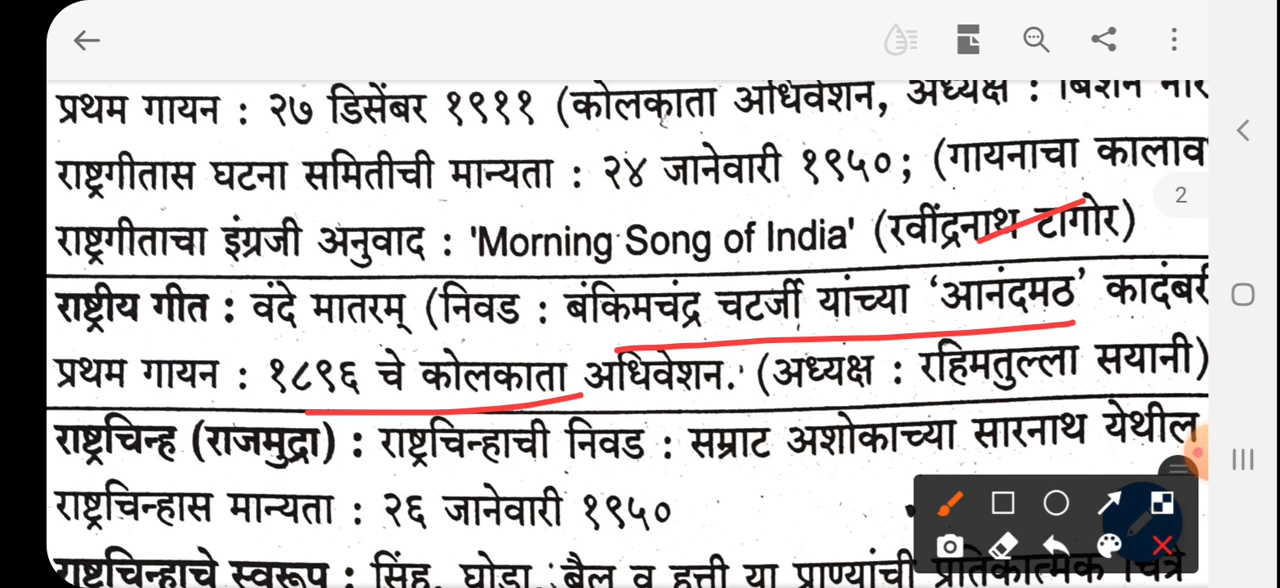 प्रथम गायन : २७ डिसेंबर १९११ (कोलकाता अधिवेशन, अध्यक्ष :
राष्ट्रगीतास घटना समितीची मान्यता : २४ जानेवारी १९५०; (गायनाचा कालाव
2
राष्ट्रगीताचा इंग्रजी अनुवाद : 'Morning Song of India' (रवींद्रनाथ टागोर)
राष्ट्रीय गीत : वंदे मातरम् (निवड : बंकिमचंद्र चटर्जी यांच्या ‘आनंदमठ’ कादंबरी
प्रथम गायन : १८९६ चे कोलकाता अधिवेशन. (अध्यक्ष : रहिमतुल्ला सयानी)
राष्ट्रचिन्ह (राजमुद्रा) : राष्ट्रचिन्हाची निवड : सम्राट अशोकाच्या सारनाथ येथील
राष्ट्रचिन्हास मान्यता : २६ जानेवारी १९५०
राष्ट्रचिन्हाचे स्वरूप : सिंह, घोडा, बैल व हत्ती या प्राण्यांची प्रतिकात्मक चित्रे